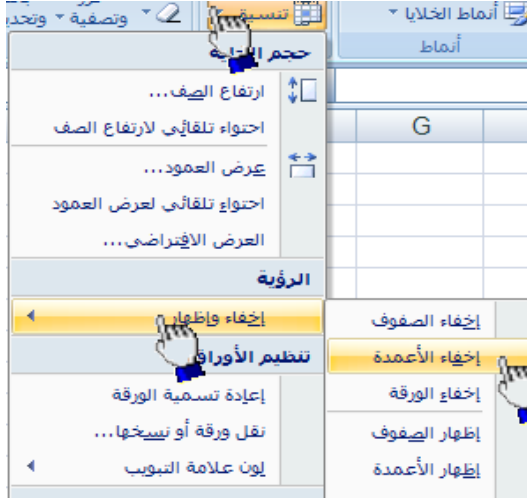 أنماط الخلايا
تنسيق
وتصفية
أنماط
حجم
G
ارتفاع الصف...
احتواء تلقائي لارتفاع الصف
عرض العمود...
احتواء تلقائي لعرض العمود
العرض الافتراضي...
الرؤية
إخفاء وإظهار
تنظيم الأوراق
إعادة تسمية الورقة
نقل ورقة أو نسخها...
لون علامة التبويب
إخفاء الصفوف
إخفاء الأعمدة
إخفاء الورقة
إظهار الصفوف
إظهار الأعمدة